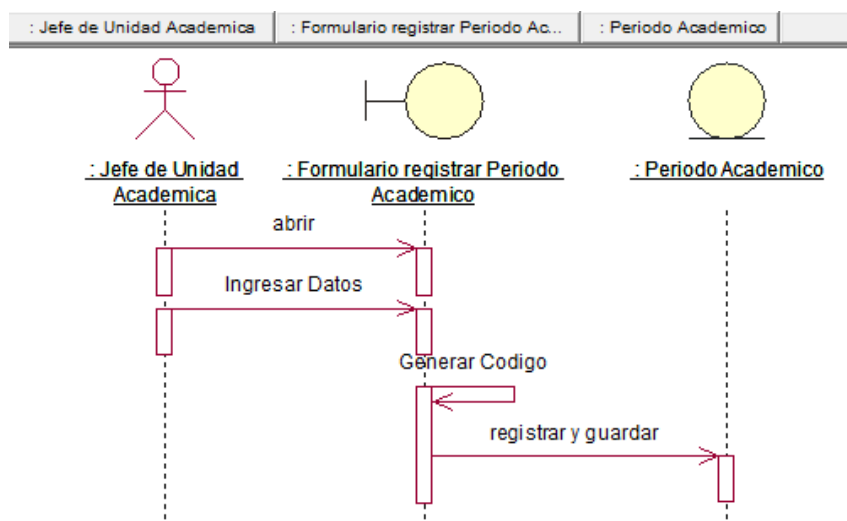 : Jefe de Unidad Academica
: Formulario registrar Periodo Ac...
: Periodo Academico
: Jefe de Unidad
Academica
: Formulario registrar Periodo
Academico
: Periodo Academico
abrir
Ingresar Datos
Generar Codigo
registrar y guardar